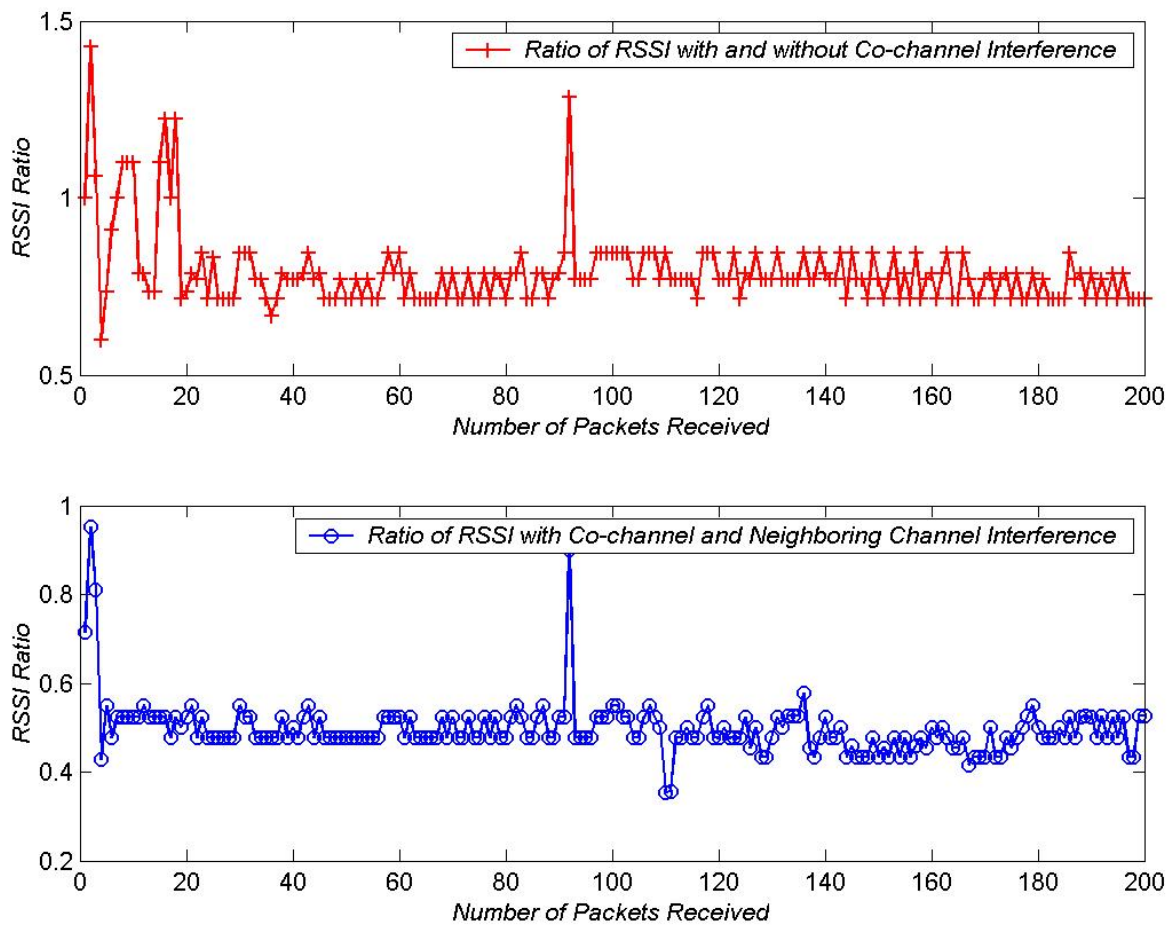 1.5
Ratio of RSSI with and without Co-channel Interference
RSSI Ratio
1
0.5
0 20 40 60 80 100 120 140 160 180 200
Number of Packets Received
1
Ratio of RSSI with Co-channel and Neighboring Channel Interference
0.8
RSSI Ratio
0.6
0.4
0.2
0 20 40 60 80 100 120 140 160 180 200
Number of Packets Received